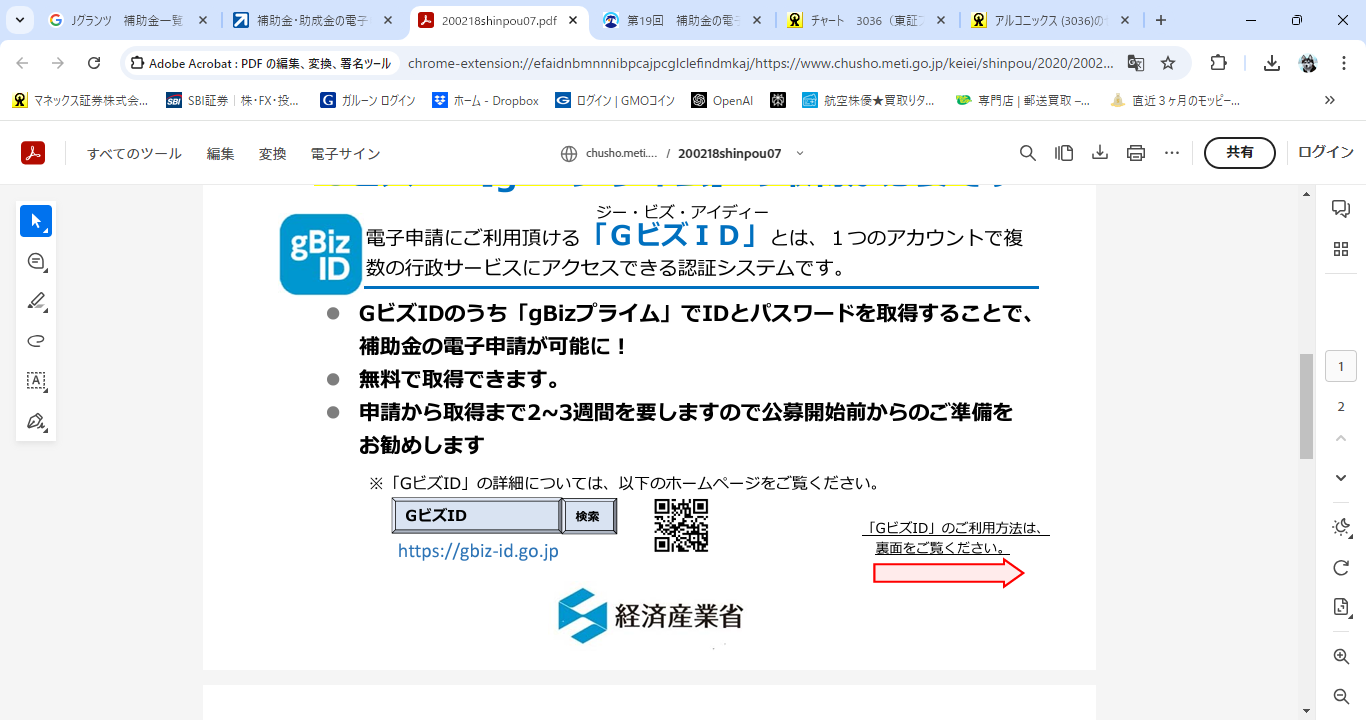 Jグランツ 補助金一覧
補助金・助成金の電子
200218shinpou07.pdf
第19回 補助金の電子
チャート 3036（東証プ
アルコニックス (3036)の
Adobe Acrobat : PDF の編集、変換、署名ツール
chrome-extension://efaidnbmnnnibpcajpcglclefindmkaj/https://www.chusho.meti.go.jp/keiei/shinpou/2020/2002...
マネックス証券株式会...
SBI証券｜株・FX・投...
ガルーン ログイン
ホーム - Dropbox
ログイン | GMOコイン
OpenAI
航空株優★買取りタ...
専門店 | 郵送買取 –...
直近３ヶ月のモッピー...
すべてのツール
編集
変換
電子サイン
chusho.meti.... / 200218shinpou07
共有
ログイン
ジー・ビズ・アイディー
gBiz
ID
電子申請にご利用頂ける「ＧビズＩＤ」とは、１つのアカウントで複
数の行政サービスにアクセスできる認証システムです。
● GビズIDのうち「gBizプライム」でIDとパスワードを取得することで、
補助金の電子申請が可能に！
● 無料で取得できます。
● 申請から取得まで2~3週間を要しますので公募開始前からのご準備を
お勧めします
※「GビズID」の詳細については、以下のホームページをご覧ください。
GビズID
検索
https://gbiz-id.go.jp
「GビズID」のご利用方法は、
裏面をご覧ください。
経済産業省
1
2